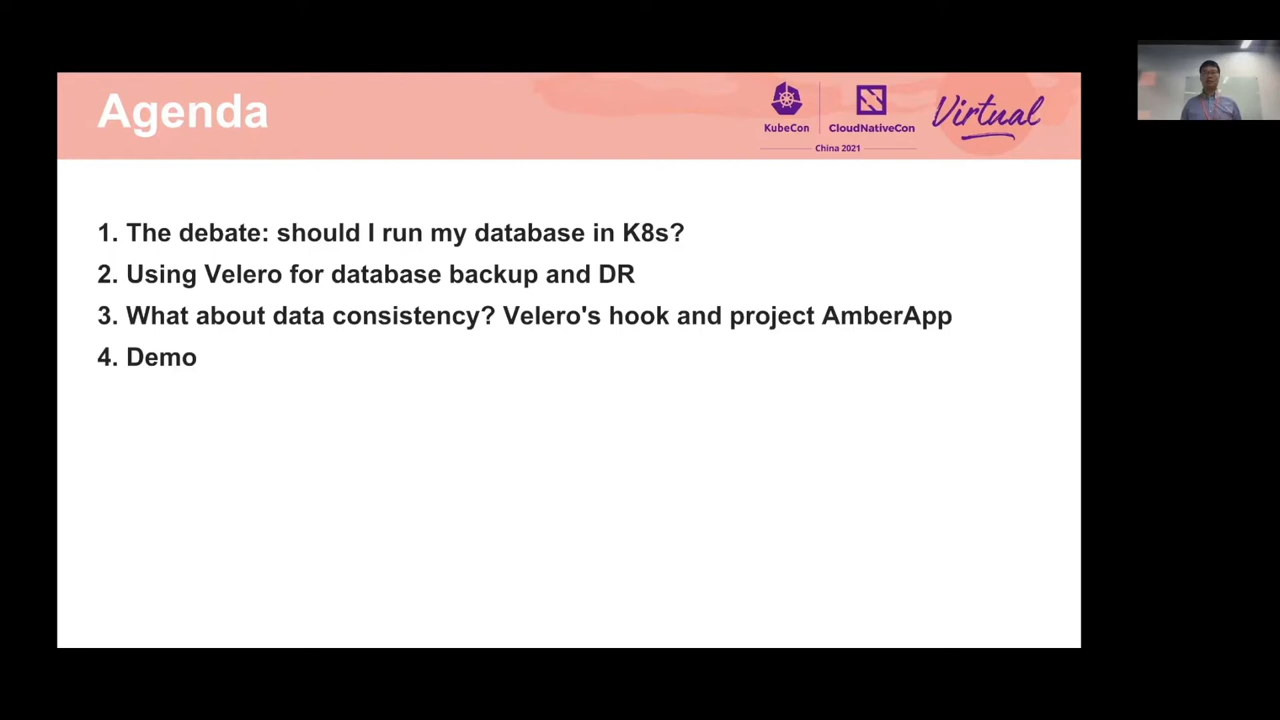 Agenda
KubeCon
CloudNativeCon
China 2021
Virtual
1. The debate: should I run my database in K8s?
2. Using Velero for database backup and DR
3. What about data consistency? Velero's hook and project AmberApp
4. Demo